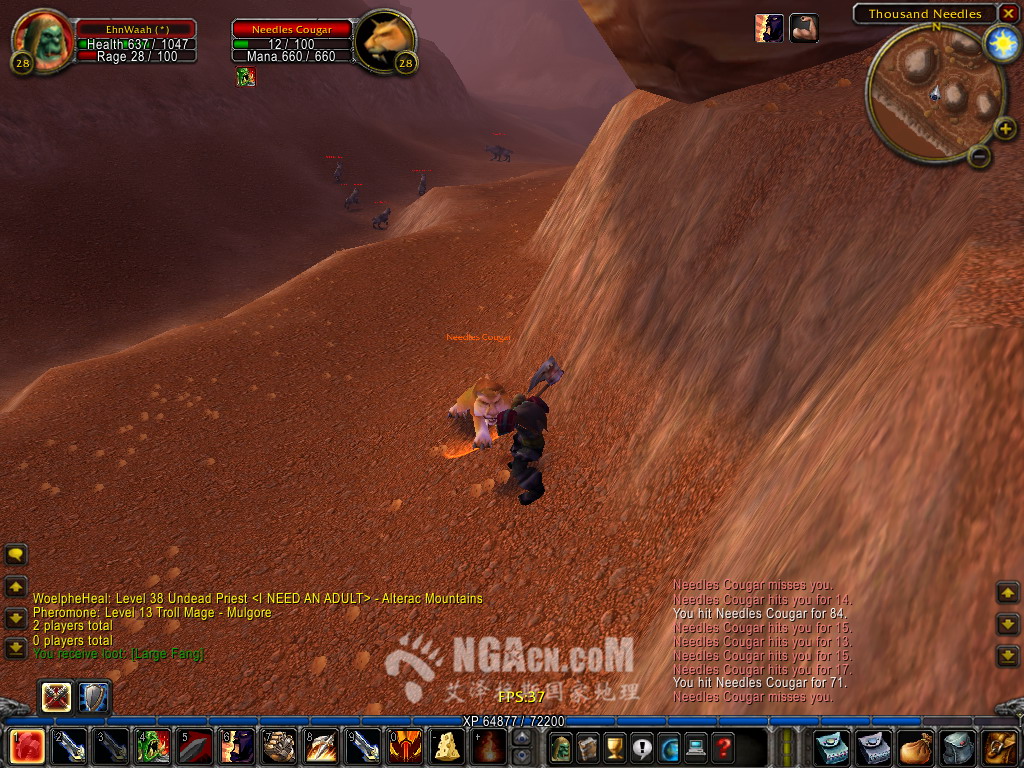 EhnWaah (*)
Health 637 / 1047
Rage 28 / 100
28
Needles Cougar
12 / 100
Mana 660 / 660
28
Thousand Needles
N
Needles Cougar
WoelpheHeal: Level 38 Undead Priest <I NEED AN ADULT> - Alterac Mountains
Pheromone: Level 13 Troll Mage - Mulgore
2 players total
0 players total
You receive loot: [Large Fang]
Needles Cougar misses you.
Needles Cougar hits you for 14.
You hit Needles Cougar for 84.
Needles Cougar hits you for 15.
Needles Cougar hits you for 13.
Needles Cougar hits you for 15.
Needles Cougar hits you for 17.
You hit Needles Cougar for 71.
Needles Cougar misses you.
NGACN.COM
艾泽拉斯国家地理
FPS:37
XP 64877 / 72200
1 2 3 4 5 6 7 8 9 0 - +